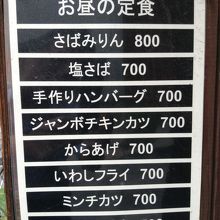 お昼の定食
さばみりん 800
塩さば 700
手作りハンバーグ 700
ジャンボチキンカツ 700
からあげ 700
いわしフライ 700
ミンチカツ 700